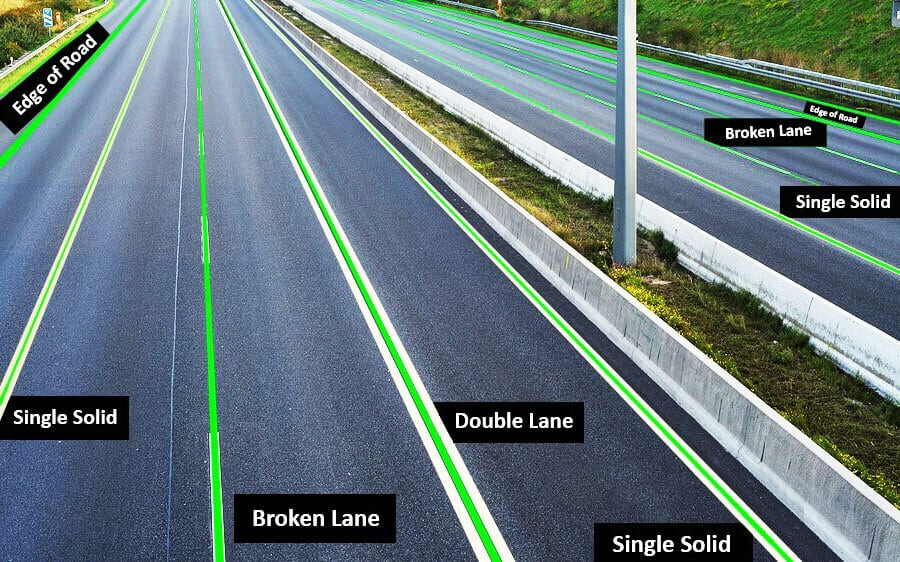 Edge of Road
Edge of Road
Broken Lane
Single Solid
Single Solid
Double Lane
Broken Lane
Single Solid